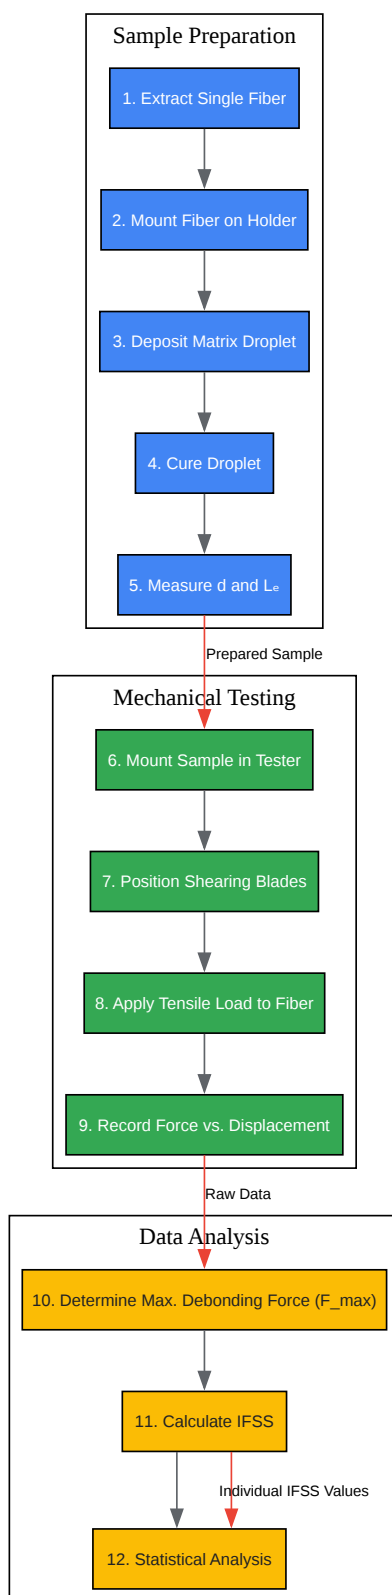 Sample Preparation
1. Extract Single Fiber
2. Mount Fiber on Holder
3. Deposit Matrix Droplet
4. Cure Droplet
5. Measure d and Lₑ
Prepared Sample
Mechanical Testing
6. Mount Sample in Tester
7. Position Shearing Blades
8. Apply Tensile Load to Fiber
9. Record Force vs. Displacement
Raw Data
Data Analysis
10. Determine Max. Debonding Force (F_max)
11. Calculate IFSS
Individual IFSS Values
12. Statistical Analysis